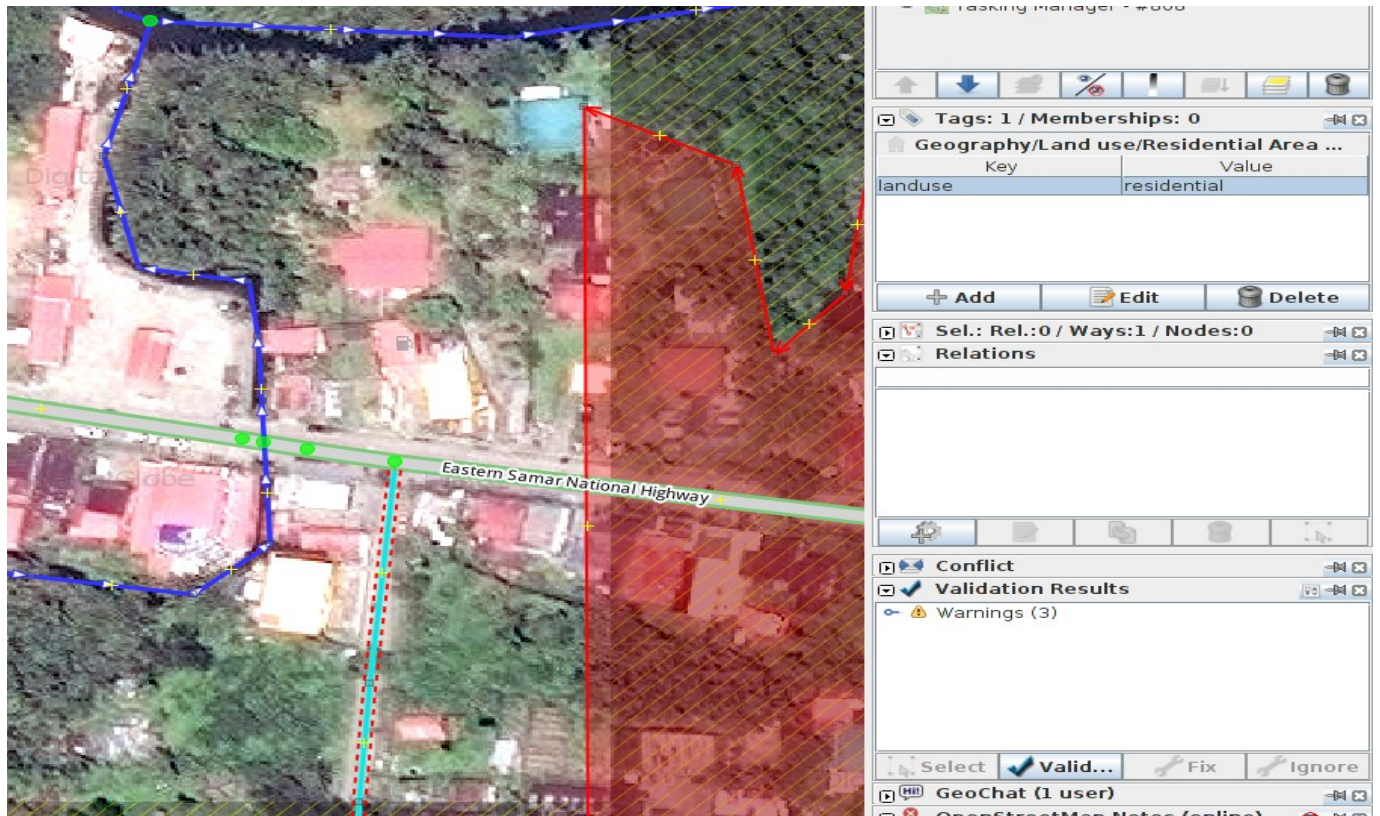 Tasking Manager - #868
Tags: 1 / Memberships: 0
Geography/Land use/Residential Area ...
Key Value
landuse residential
Add Edit Delete
Sel.: Rel.:0 / Ways:1 / Nodes:0
Relations
Conflict
Validation Results
Warnings (3)
Select Valid... Fix Ignore
GeoChat (1 user)
OpenStreetMap Notes (online)
Hi!
Eastern Samar National Highway